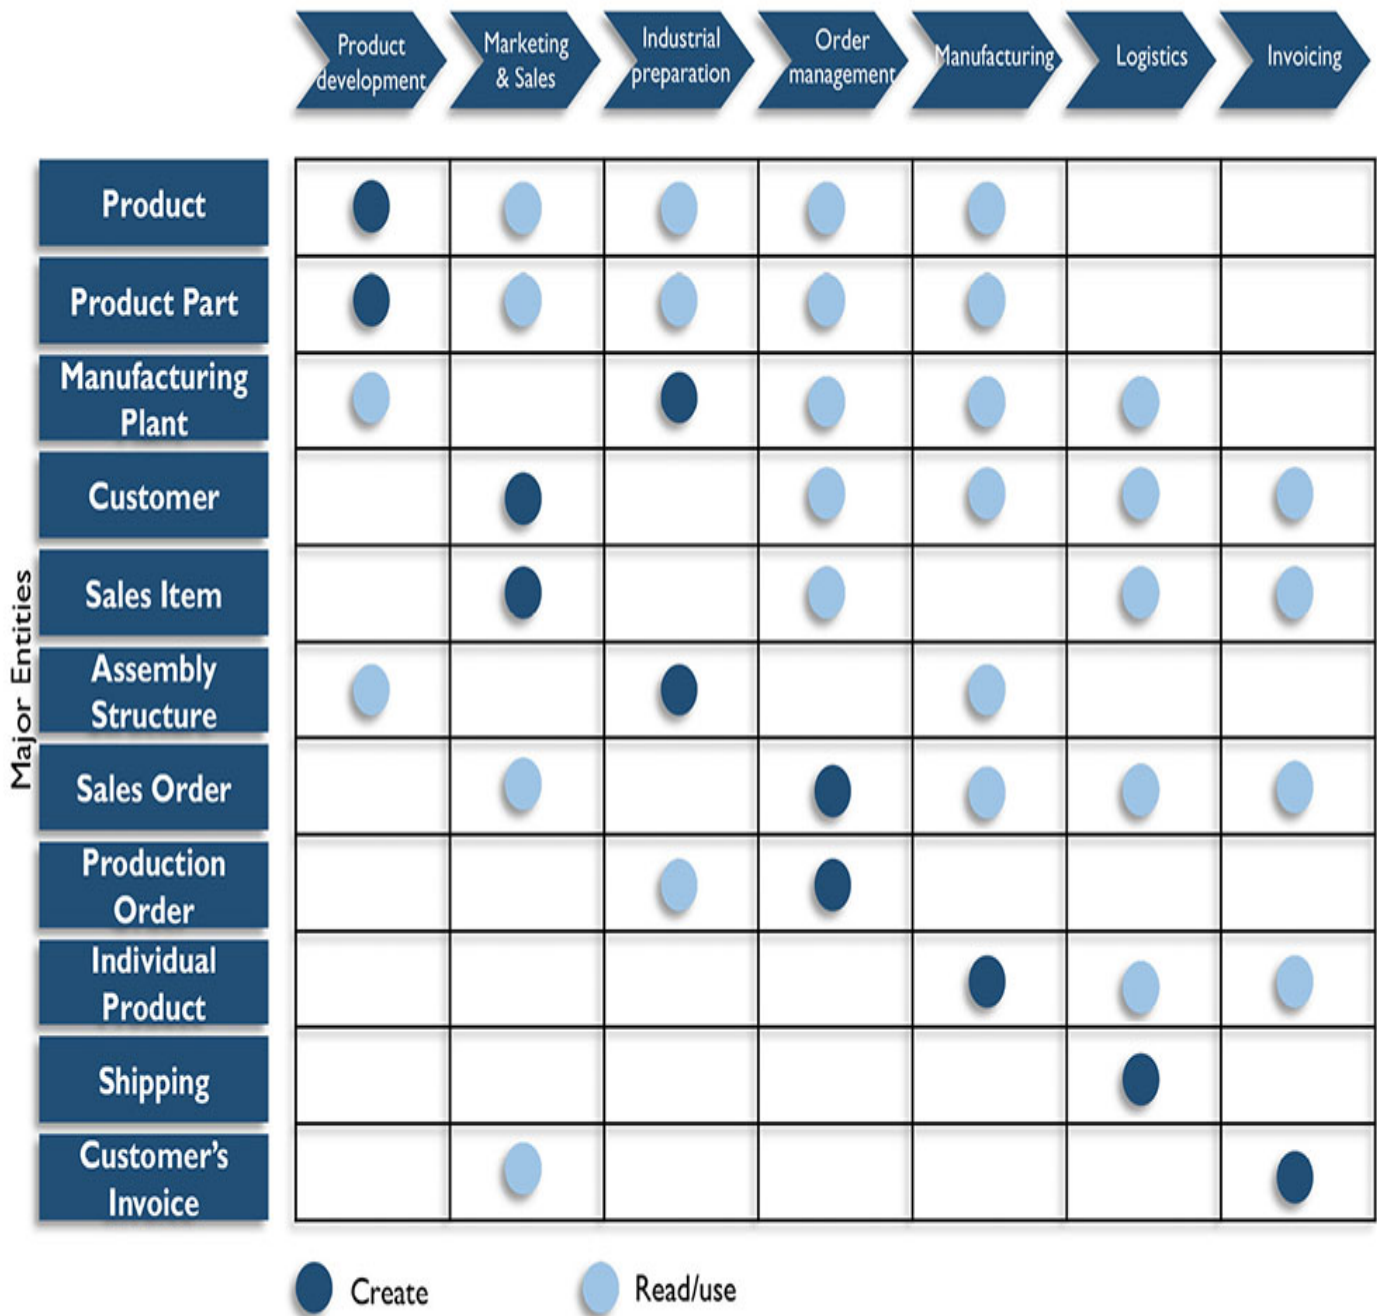 Product
development
Marketing
& Sales
Industrial
preparation
Order
management
Manufacturing
Logistics
Invoicing
Major Entities
Product
Product Part
Manufacturing
Plant
Customer
Sales Item
Assembly
Structure
Sales Order
Production
Order
Individual
Product
Shipping
Customer’s
Invoice
Create
Read/use